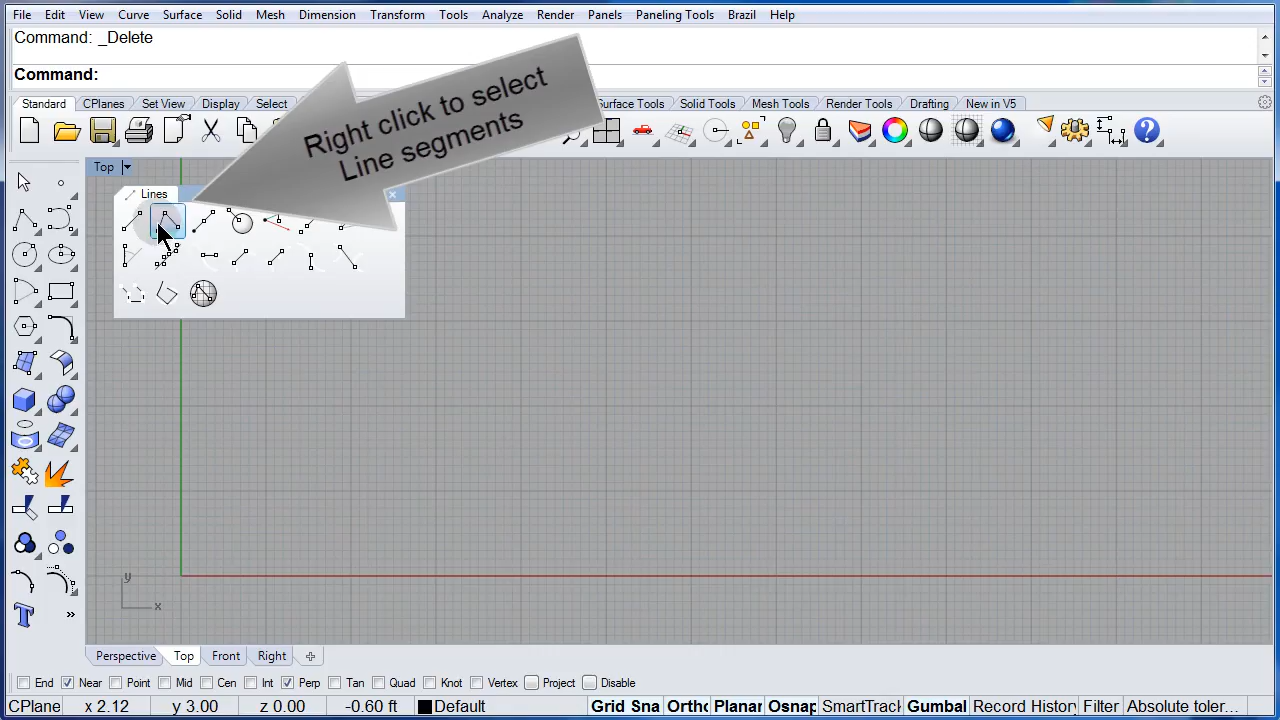 File Edit View Curve Surface Solid Mesh Dimension Transform Tools Analyze Render Panels Paneling Tools Brazil Help
Command: _Delete
Command:
Standard CPlanes Set View Display Select Surface Tools Solid Tools Mesh Tools Render Tools Drafting New in V5
Right click to select
Line segments
Top
Lines
y
x
Perspective Top Front Right
End Near Point Mid Cen Int Perp Tan Quad Knot Vertex Project Disable
CPlane x 2.12 y 3.00 z 0.00 -0.60 ft Default Grid Sna Ortho Planar Osnap SmartTrack Gumbal Record History Filter Absolute toler...